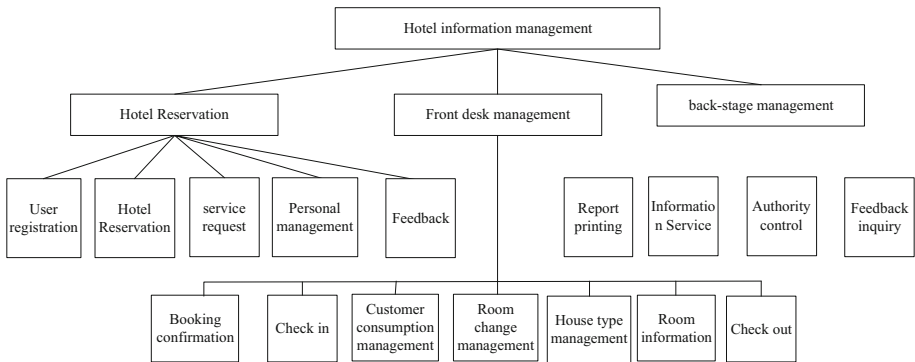 Hotel information management
Hotel Reservation
Front desk management
back-stage management
User
registration
Hotel
Reservation
service
request
Personal
management
Feedback
Report
printing
Informatio
n Service
Authority
control
Feedback
inquiry
Booking
confirmation
Check in
Customer
consumption
management
Room
change
management
House type
management
Room
information
Check out